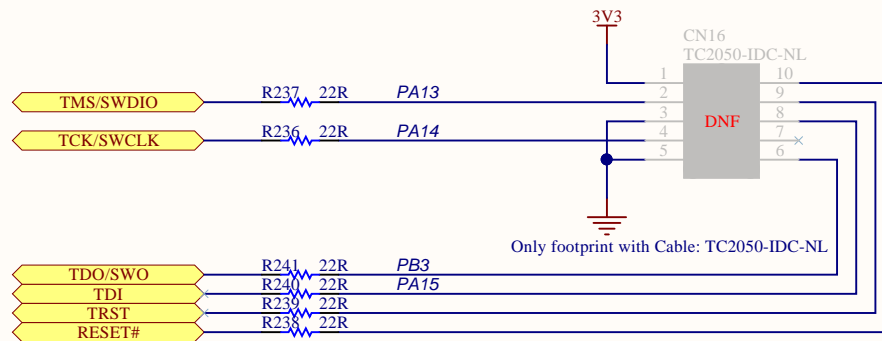 3V3
CN16
TC2050-IDC-NL
1 10
TMS/SWDIO R237 22R PA13 2 9
3 DNF 8
TCK/SWCLK R236 22R PA14 4 7
5 6
Only footprint with Cable: TC2050-IDC-NL
TDO/SWO R241 22R PB3
TDI R240 22R PA15
TRST R239 22R
RESET# R238 22R